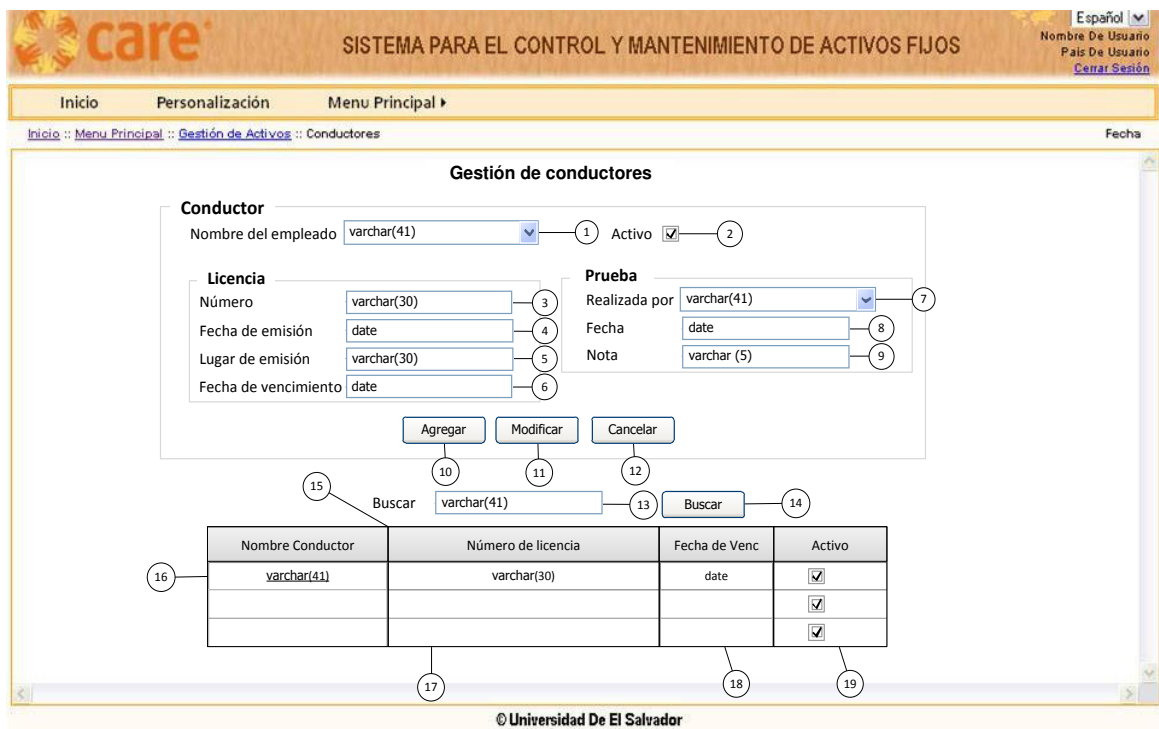 care
SISTEMA PARA EL CONTROL Y MANTENIMIENTO DE ACTIVOS FIJOS
Español
Nombre De Usuario
Pais De Usuario
Cerrar Sesión
Inicio Personalización Menu Principal
Inicio :: Menu Principal :: Gestión de Activos :: Conductores Fecha
Gestión de conductores
Conductor
Nombre del empleado varchar(41) 1 Activo 2
Licencia
Número varchar(30) 3
Fecha de emisión date 4
Lugar de emisión varchar(30) 5
Fecha de vencimiento date 6
Prueba
Realizada por varchar(41) 7
Fecha date 8
Nota varchar (5) 9
Agregar Modificar Cancelar
10 11 12
15
Buscar varchar(41) 13 Buscar 14
Nombre Conductor Número de licencia Fecha de Venc Activo
16 varchar(41) varchar(30) date
17 18 19
© Universidad De El Salvador